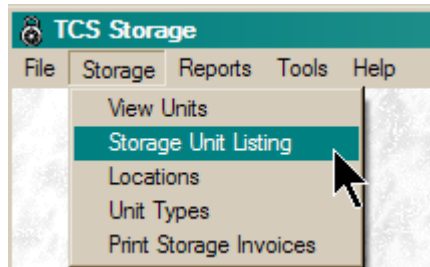 TCS Storage
File Storage Reports Tools Help
View Units
Storage Unit Listing
Locations
Unit Types
Print Storage Invoices